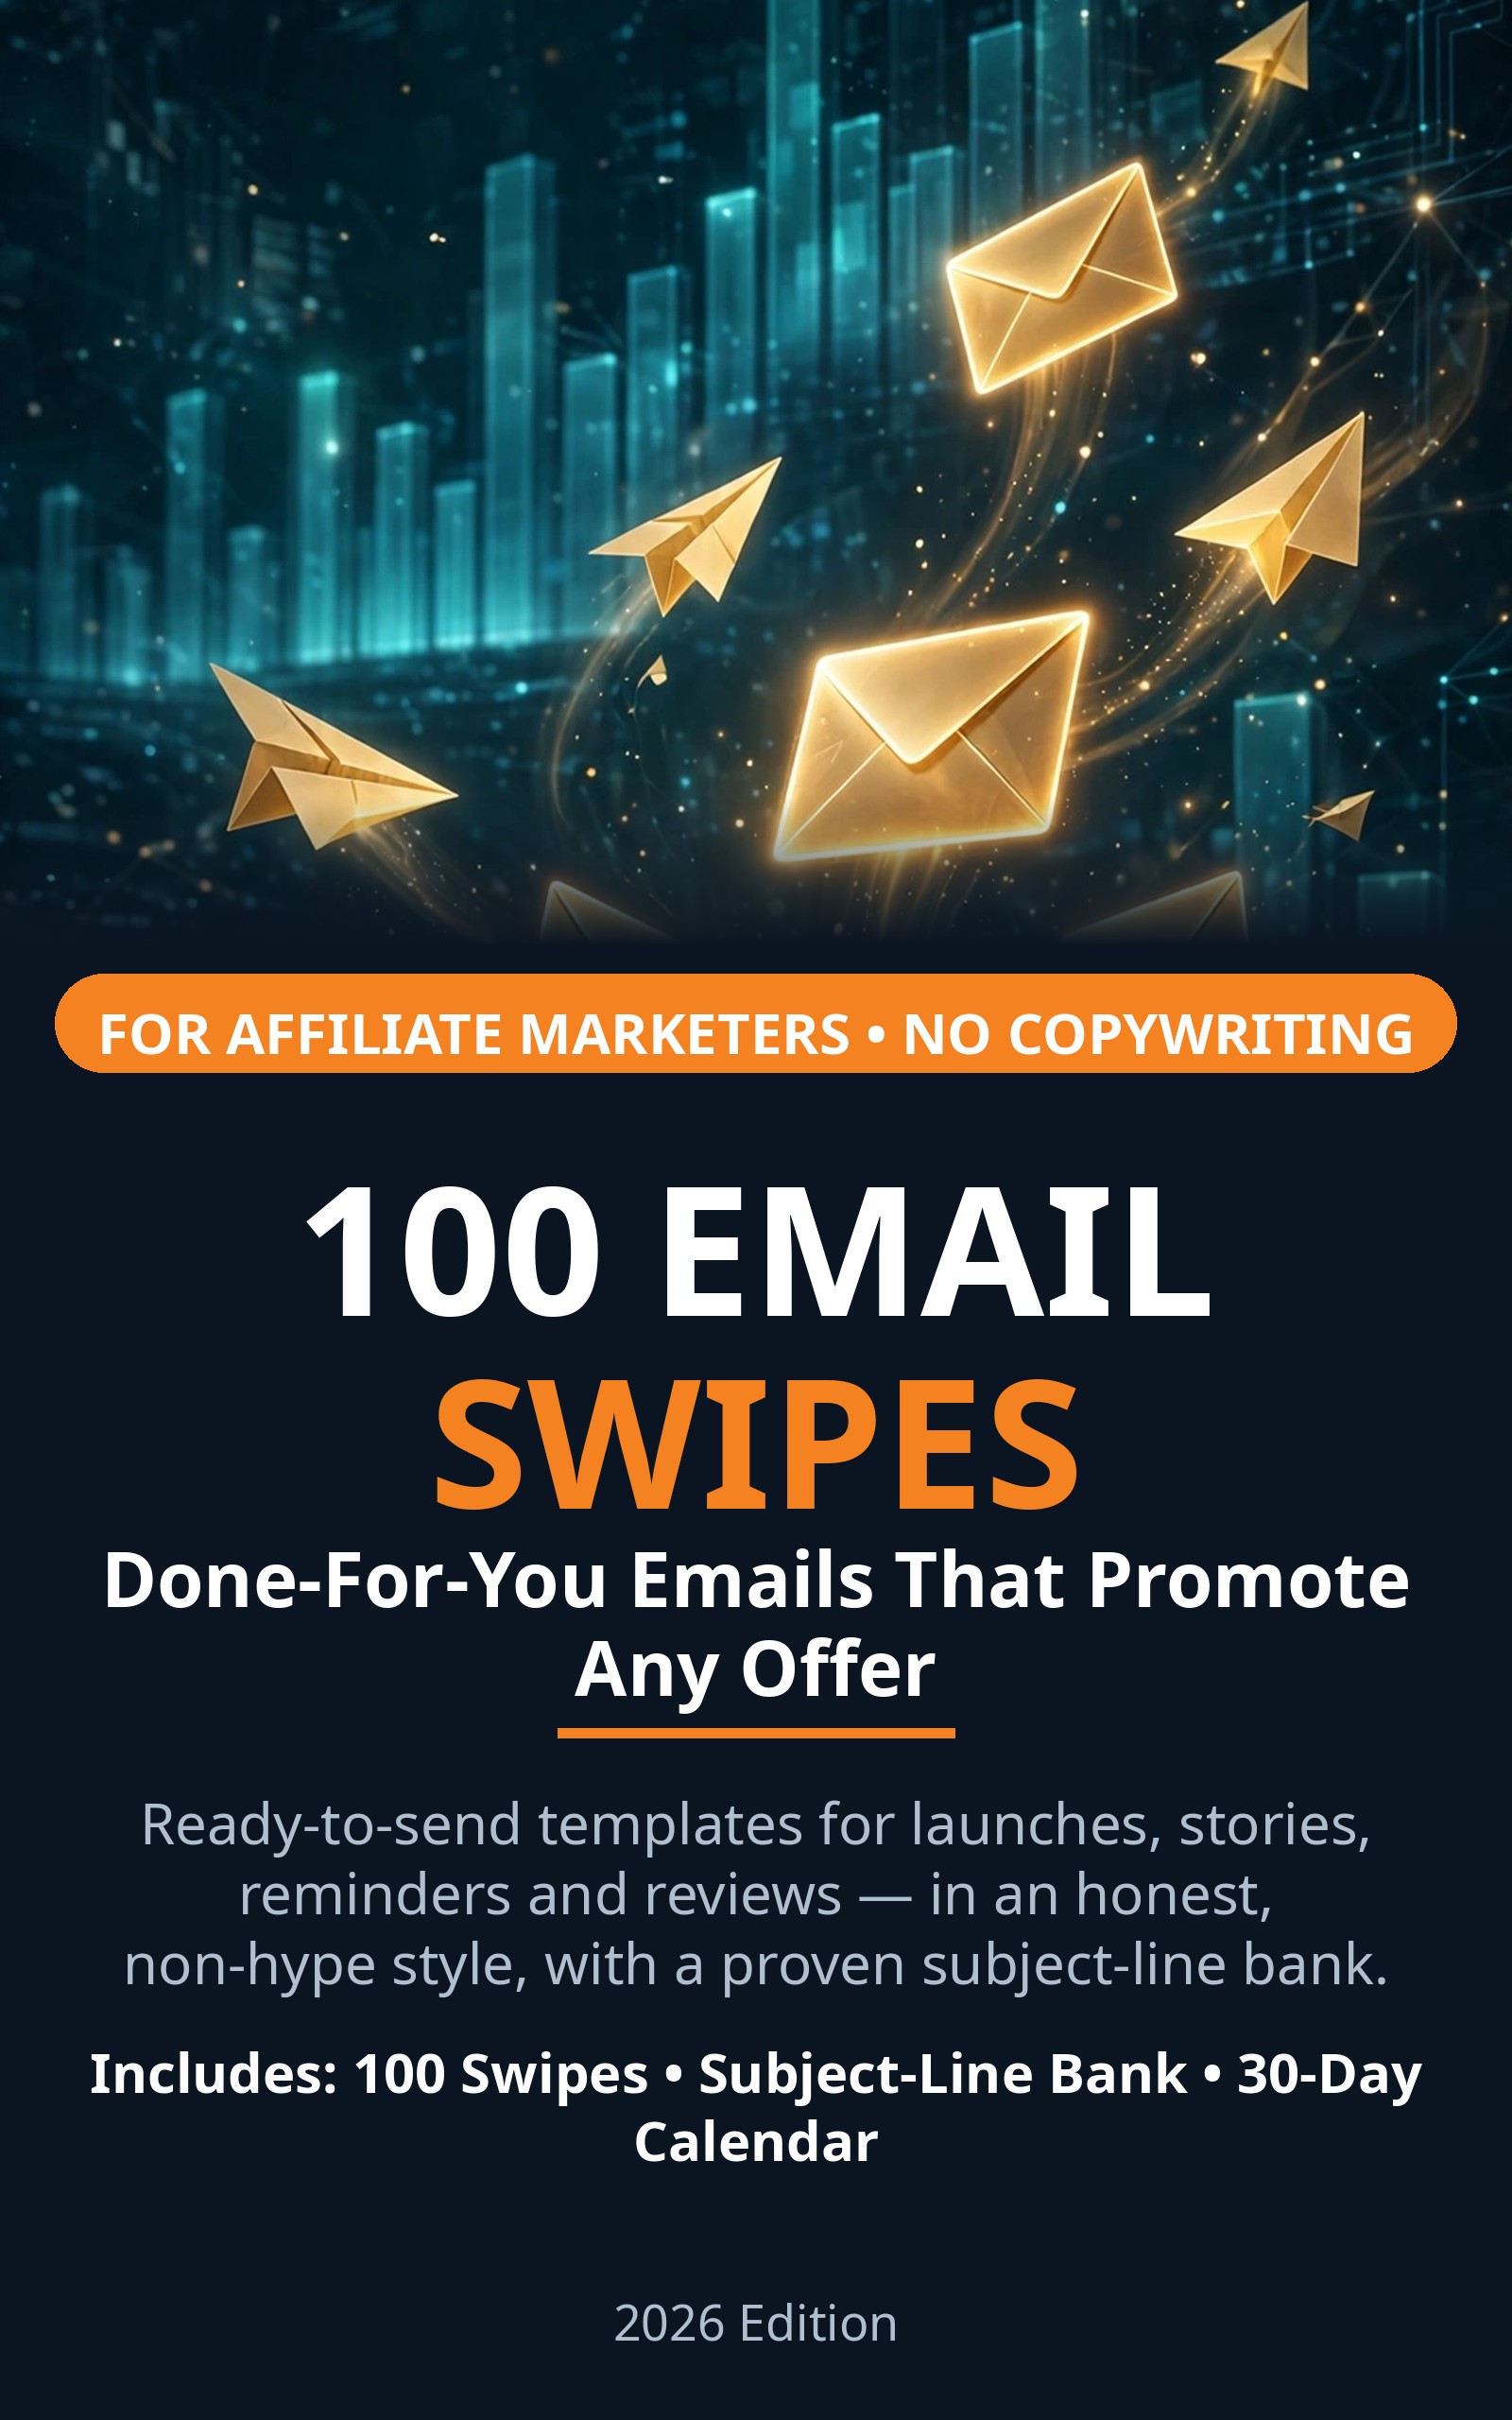 FOR AFFILIATE MARKETERS • NO COPYWRITING
100 EMAIL
SWIPES
Done-For-You Emails That Promote
Any Offer
Ready-to-send templates for launches, stories,
reminders and reviews — in an honest,
non-hype style, with a proven subject-line bank.
Includes: 100 Swipes • Subject-Line Bank • 30-Day
Calendar
2026 Edition